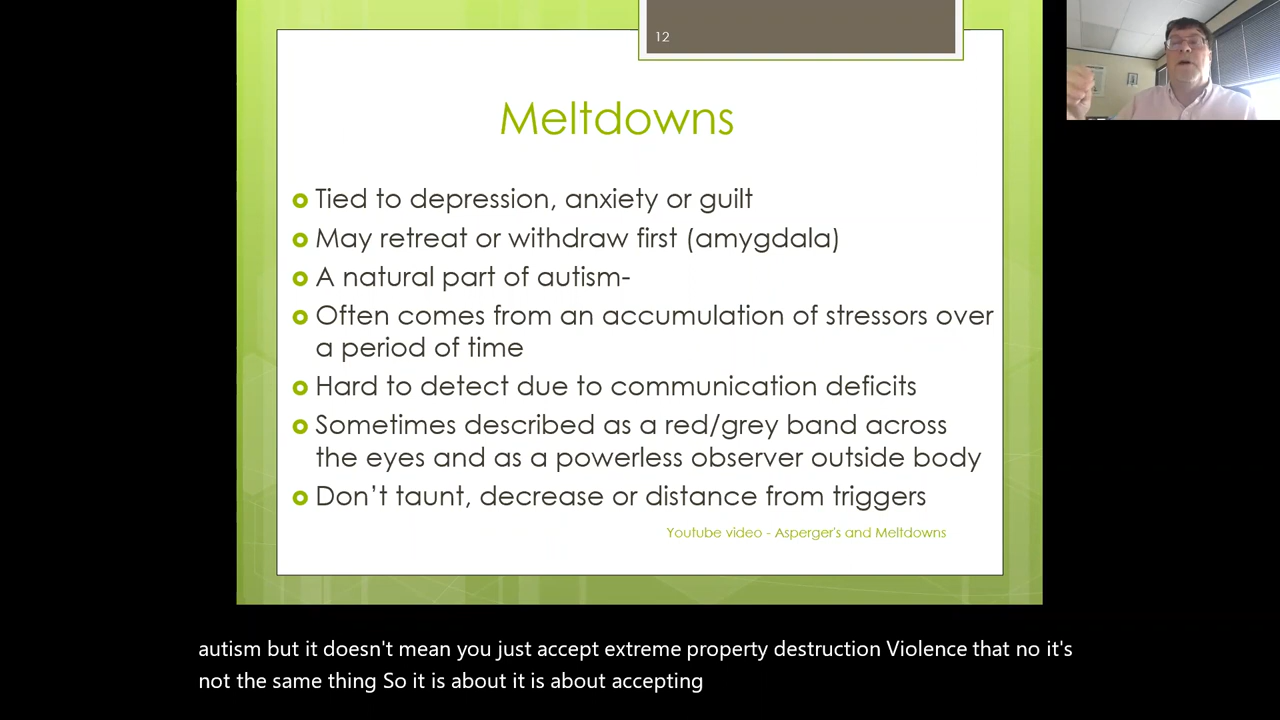 12
Meltdowns
Tied to depression, anxiety or guilt
May retreat or withdraw first (amygdala)
A natural part of autism-
Often comes from an accumulation of stressors over
a period of time
Hard to detect due to communication deficits
Sometimes described as a red/grey band across
the eyes and as a powerless observer outside body
Don't taunt, decrease or distance from triggers
Youtube video - Asperger's and Meltdowns
autism but it doesn't mean you just accept extreme property destruction Violence that no it's
not the same thing So it is about it is about accepting